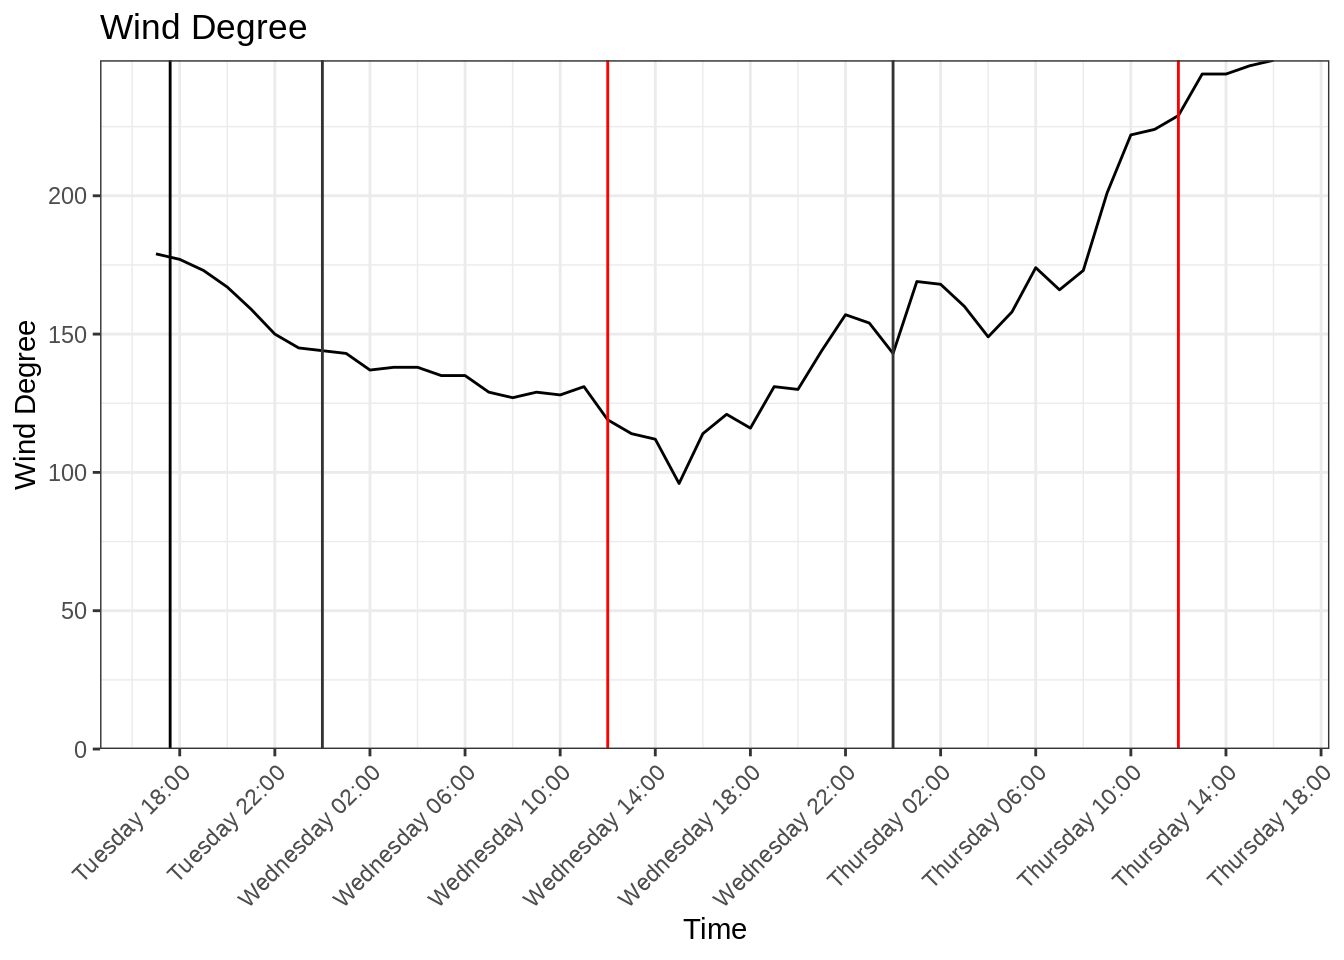 Wind Degree
Wind Degree
200
150
100
50
0
Tuesday 18:00
Tuesday 22:00
Wednesday 02:00
Wednesday 06:00
Wednesday 10:00
Wednesday 14:00
Wednesday 18:00
Wednesday 22:00
Thursday 02:00
Thursday 06:00
Thursday 10:00
Thursday 14:00
Thursday 18:00
Time